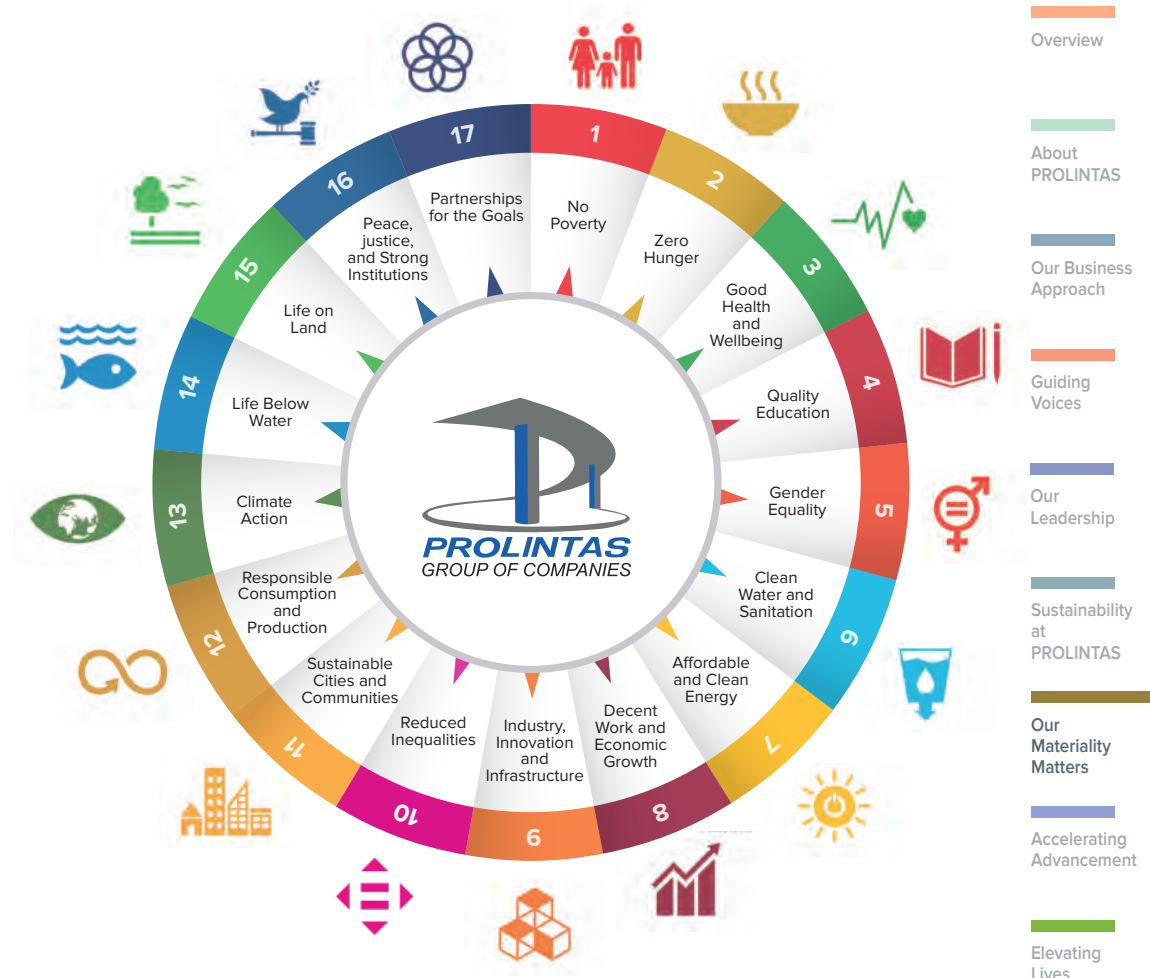 1
No
Poverty
2
Zero
Hunger
3
Good
Health
and
Wellbeing
4
Quality
Education
5
Gender
Equality
6
Clean
Water and
Sanitation
7
Affordable
and Clean
Energy
8
Decent
Work and
Economic
Growth
9
Industry,
Innovation
and
Infrastructure
10
Reduced
Inequalities
11
Sustainable
Cities and
Communities
12
Responsible
Consumption
and
Production
13
Climate
Action
14
Life Below
Water
15
Life on
Land
16
Peace,
justice,
and Strong
Institutions
17
Partnerships
for the Goals
PROLINTAS
GROUP OF COMPANIES
Overview
About
PROLINTAS
Our Business
Approach
Guiding
Voices
Our
Leadership
Sustainability
at
PROLINTAS
Our
Materiality
Matters
Accelerating
Advancement
Elevating
Lives